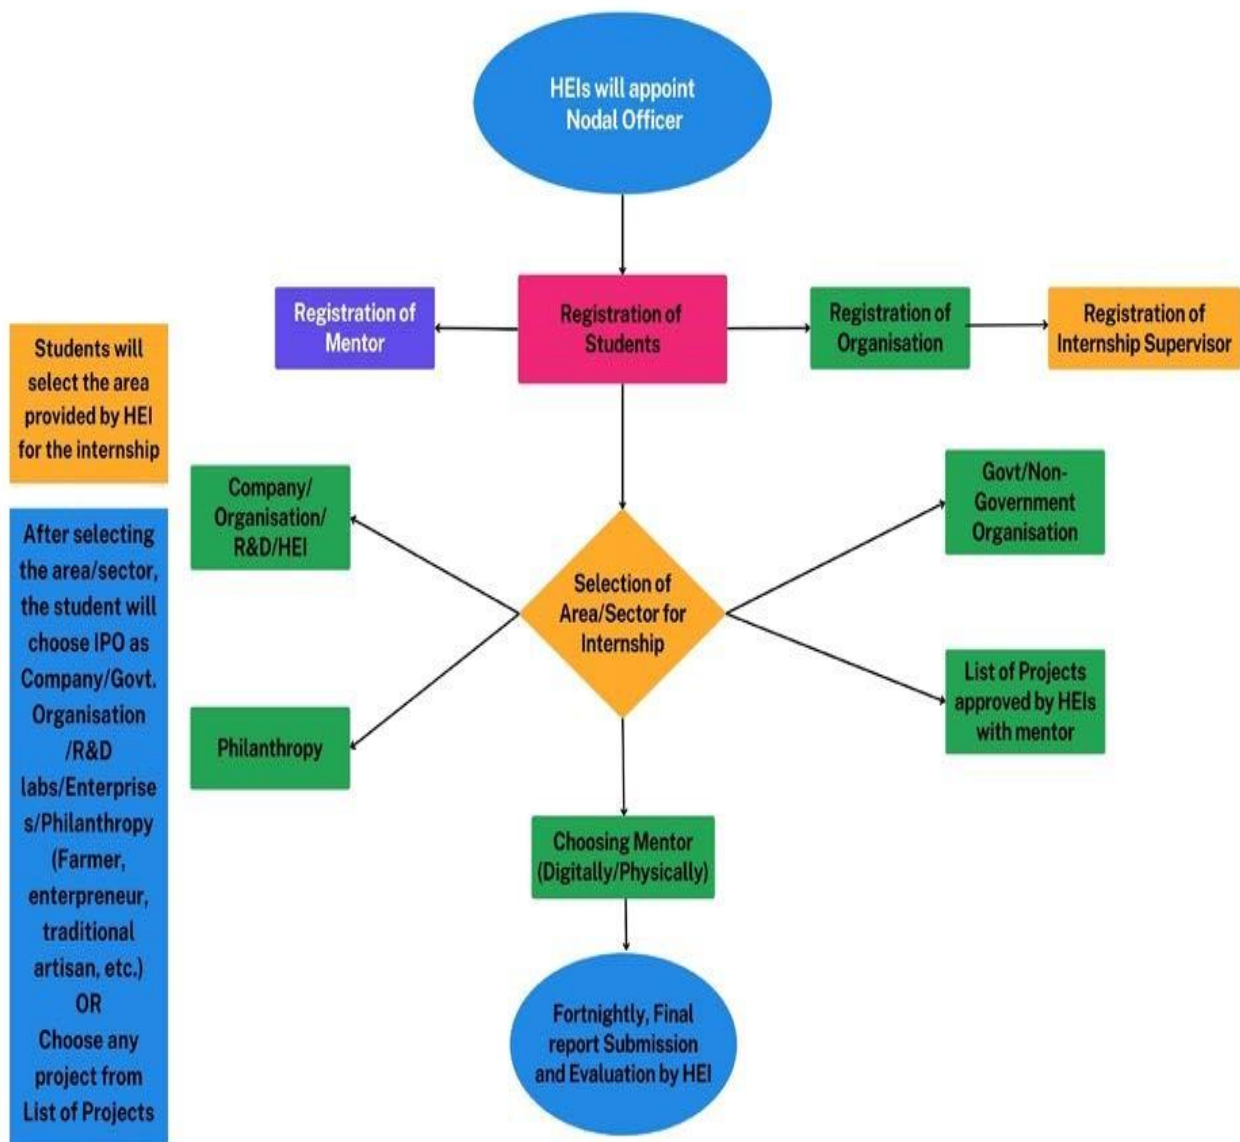 HEIs will appoint
Nodal Officer
Registration of
Mentor
Registration of
Students
Registration of
Organisation
Registration of
Internship Supervisor
Students will
select the area
provided by HEI
for the internship
Company/
Organisation/
R&D/HEI
Govt/Non-
Government
Organisation
After selecting
the area/sector,
the student will
choose IPO as
Company/Govt.
Organisation
/R&D
labs/Enterprise
s/Philanthropy
(Farmer,
enterpreneur,
traditional
artisan, etc.)
OR
Choose any
project from
List of Projects
Selection of
Area/Sector for
Internship
Philanthropy
List of Projects
approved by HEIs
with mentor
Choosing Mentor
(Digitally/Physically)
Fortnightly, Final
report Submission
and Evaluation by HEI